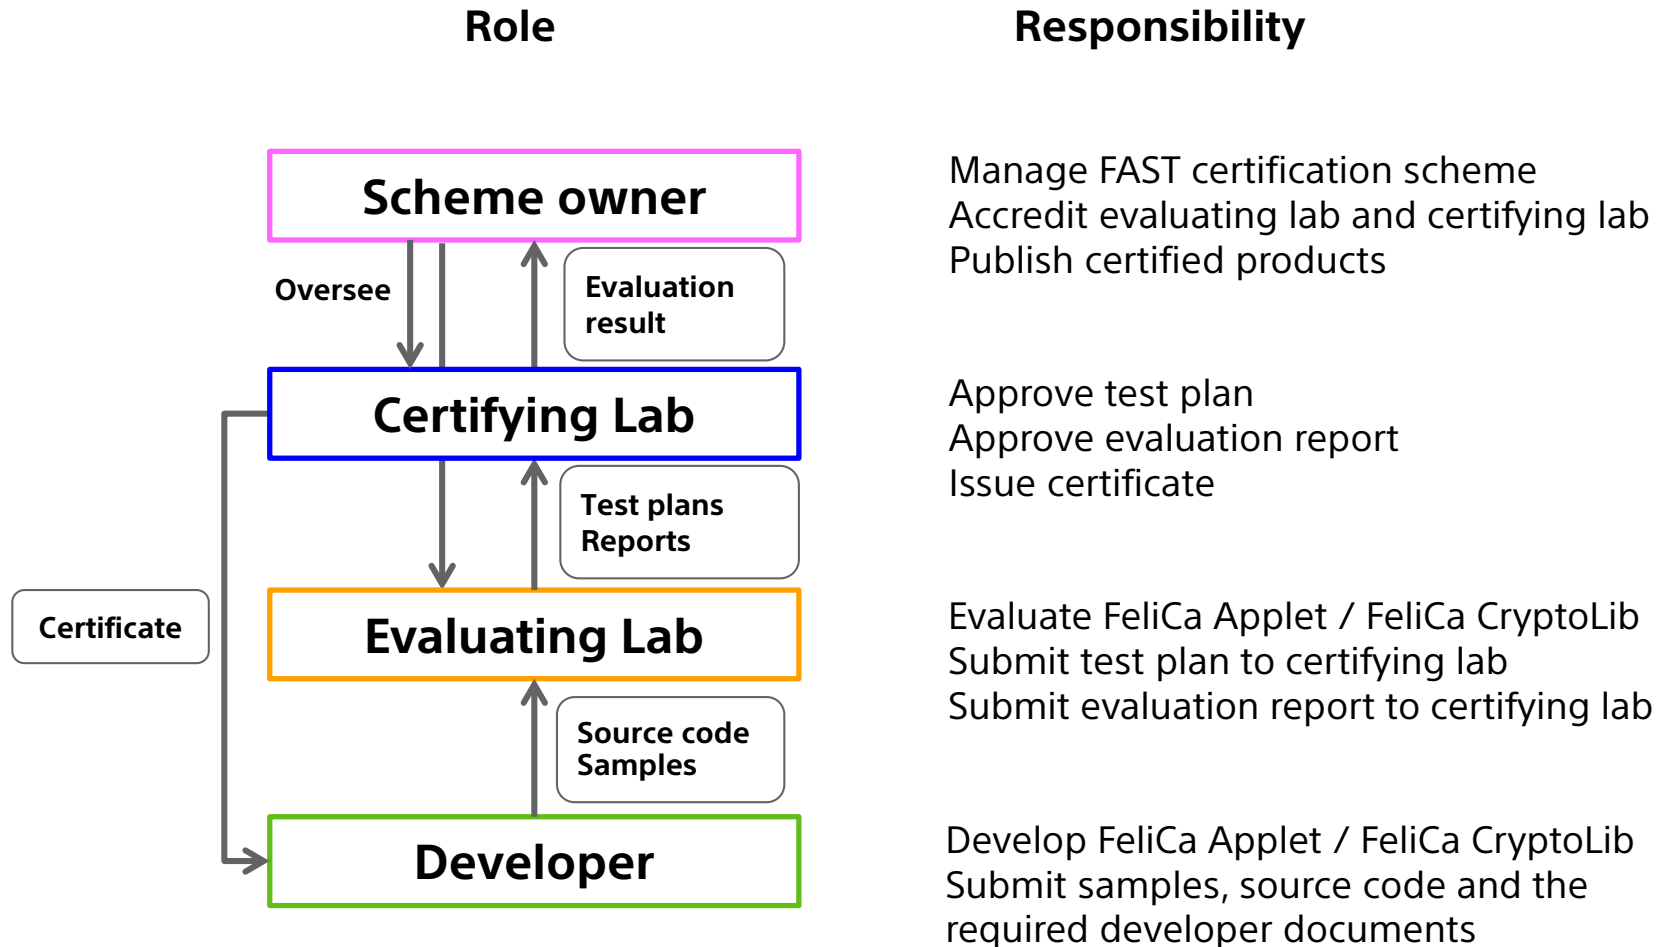 Role
Responsibility
Scheme owner
Manage FAST certification scheme
Accredit evaluating lab and certifying lab
Publish certified products
Oversee
Evaluation
result
Certifying Lab
Approve test plan
Approve evaluation report
Issue certificate
Test plans
Reports
Certificate
Evaluating Lab
Evaluate FeliCa Applet / FeliCa CryptoLib
Submit test plan to certifying lab
Submit evaluation report to certifying lab
Source code
Samples
Developer
Develop FeliCa Applet / FeliCa CryptoLib
Submit samples, source code and the
required developer documents